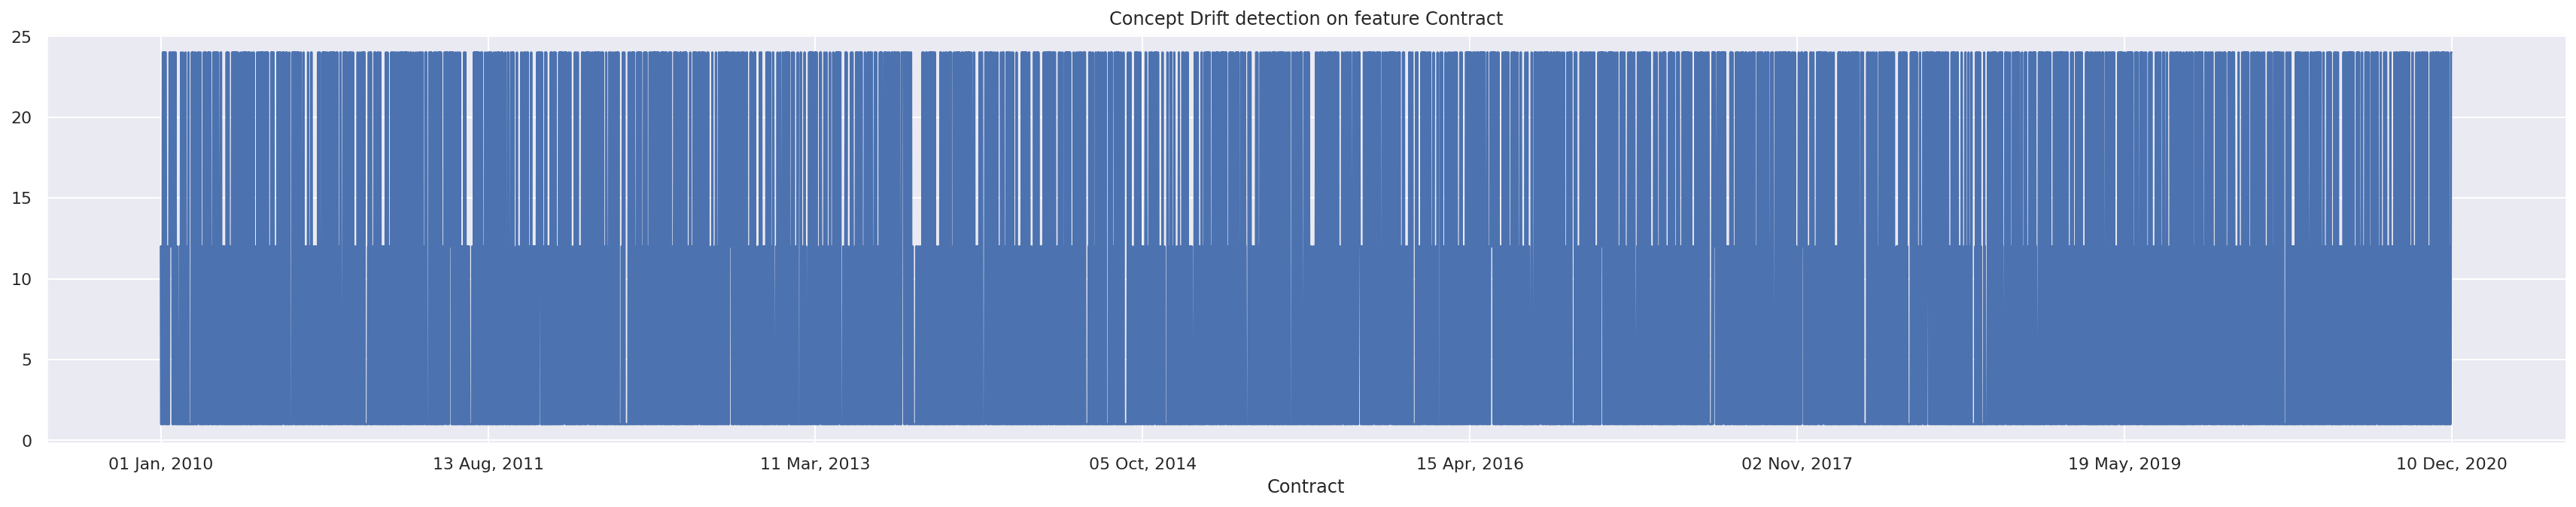 Concept Drift detection on feature Contract
25
20
15
10
5
0
01 Jan, 2010 13 Aug, 2011 11 Mar, 2013 05 Oct, 2014 15 Apr, 2016 02 Nov, 2017 19 May, 2019 10 Dec, 2020
Contract